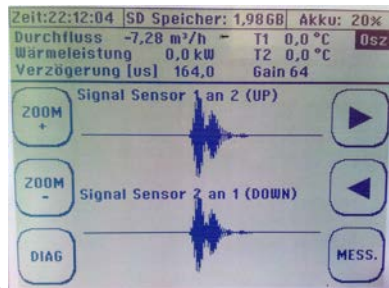 Zeit:22:12:04 SD Speicher: 1,98GB Akku: 20%
Durchfluss -7,28 m³/h - T1 0,0 °C Osz
Wärmeleistung 0,0 kW T2 0,0 °C
Verzögerung [us] 164,0 Gain 64
Signal Sensor 1 an 2 (UP)
ZOOM
+
ZOOM
-
Signal Sensor 2 an 1 (DOWN)
DIAG
MESS.